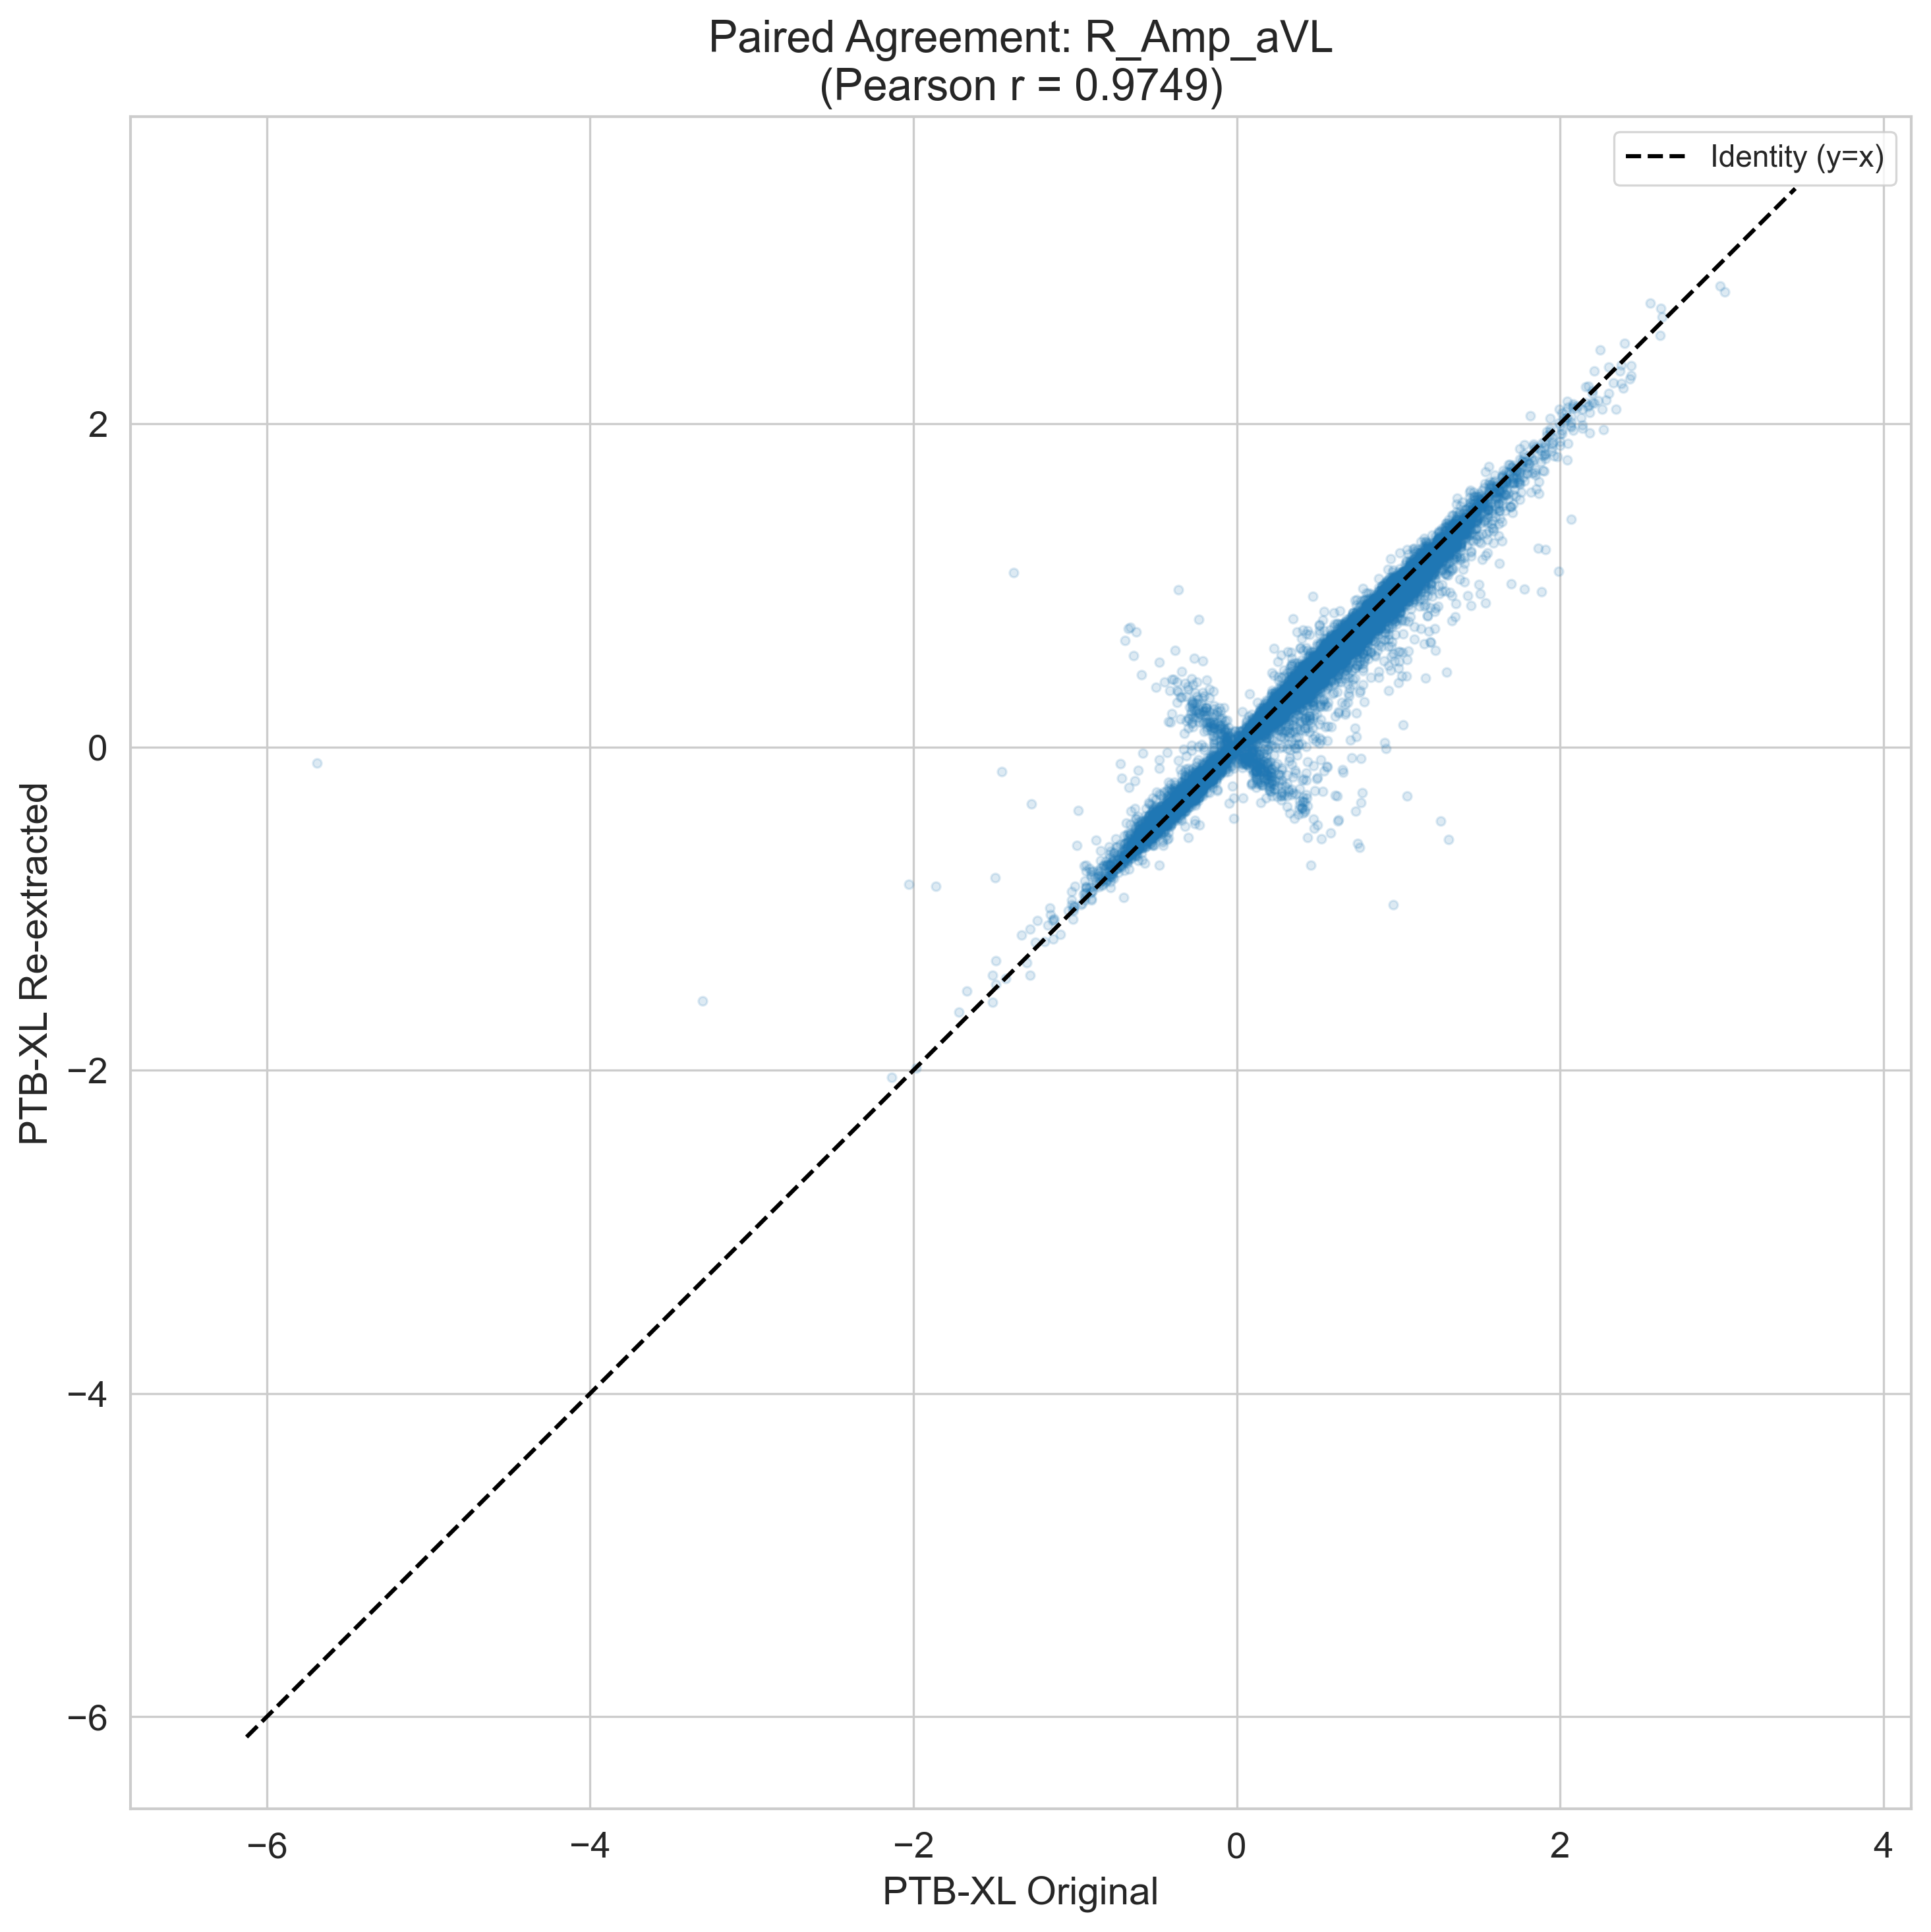 Paired Agreement: R_Amp_aVL
(Pearson r = 0.9749)
Identity (y=x)
2
0
−2
−4
−6
PTB-XL Re-extracted
−6
−4
−2
0
2
4
PTB-XL Original